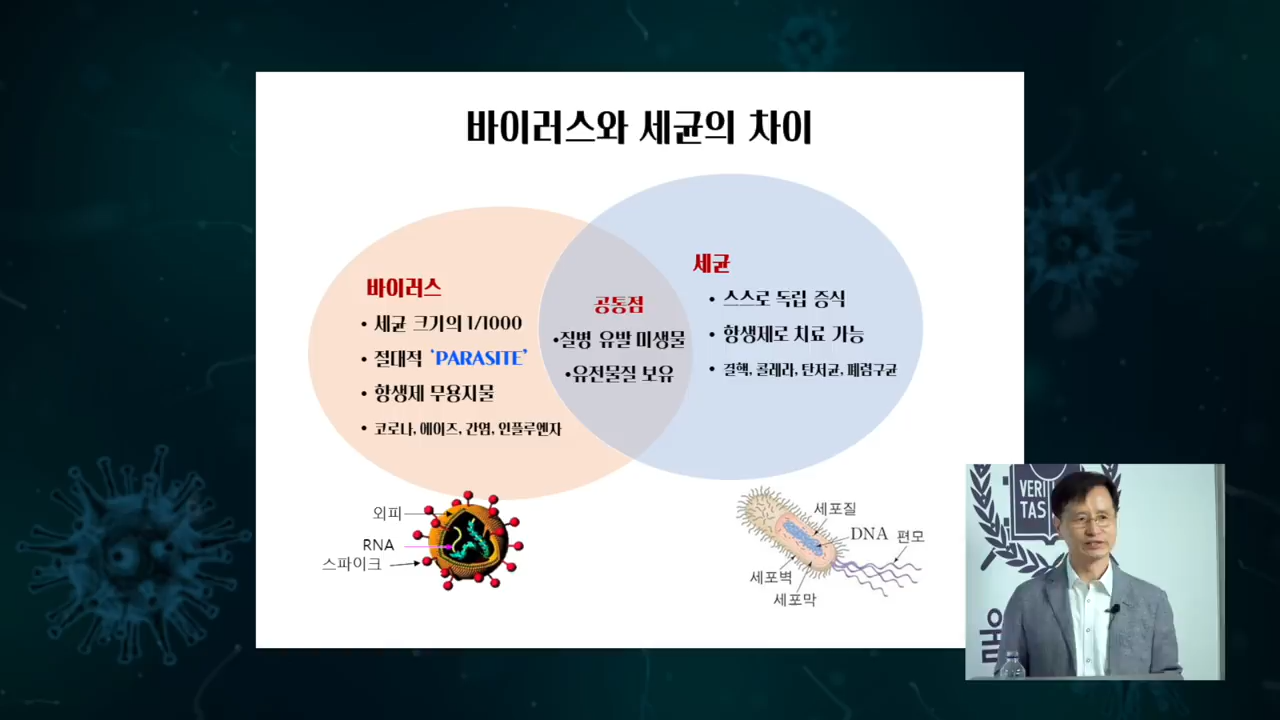 바이러스와 세균의 차이
바이러스
• 세균 크기의 1/1000
• 절대적 ‘PARASITE’
• 항생제 무용지물
• 코로나, 에이즈, 간염, 인플루엔자
공통점
•질병 유발 미생물
•유전물질 보유
세균
• 스스로 독립 증식
• 항생제로 치료 가능
• 결핵, 콜레라, 탄저균, 폐렴구균
외피
RNA
스파이크
세포질
DNA
편모
세포벽
세포막
VERI
TAS